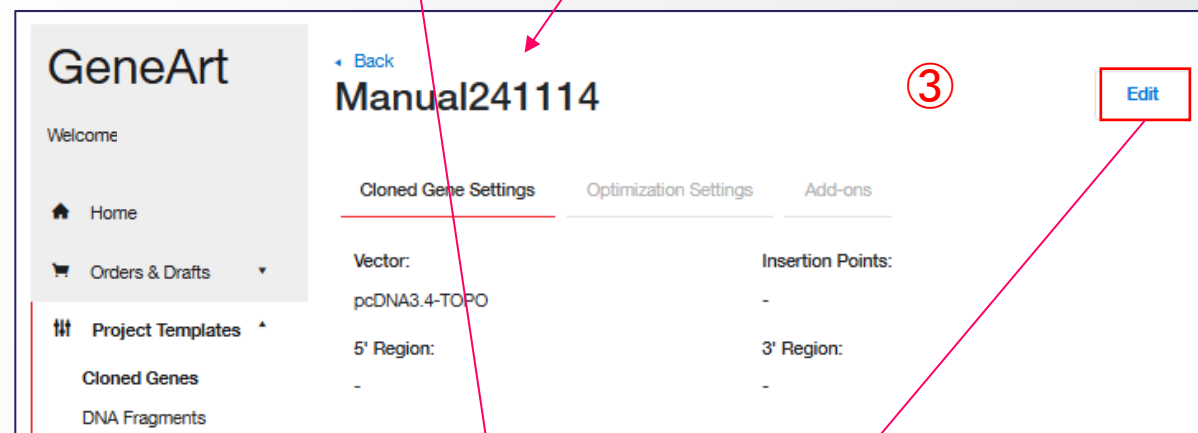 GeneArt
Welcome
Home
Orders & Drafts
Project Templates
Cloned Genes
DNA Fragments
Back
Manual241114
③
Edit
Cloned Gene Settings
Optimization Settings
Add-ons
Vector:
Insertion Points:
pcDNA3.4-TOPO
-
5' Region:
3' Region:
-
-